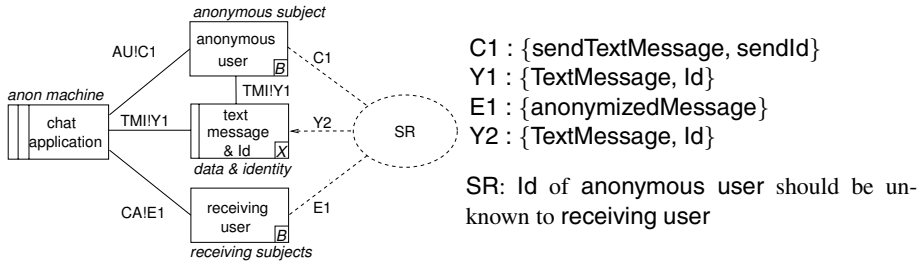 anonymous subject
anonymous
user
B
AU!C1
C1
TMI!Y1
anon machine
chat
application
TMI!Y1
text
message
& Id
X
data & identity
Y2
SR
CA!E1
receiving
user
B
receiving subjects
E1
C1 : {sendTextMessage, sendId}
Y1 : {TextMessage, Id}
E1 : {anonymizedMessage}
Y2 : {TextMessage, Id}
SR: Id of anonymous user should be un-
known to receiving user